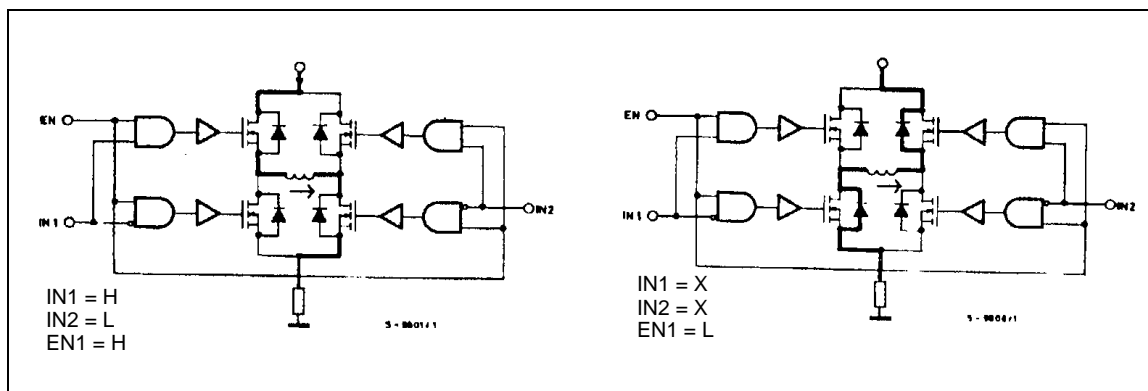 EN
IN1
IN2
IN1 = H
IN2 = L
EN1 = H
EN
IN1
IN2
IN1 = X
IN2 = X
EN1 = L